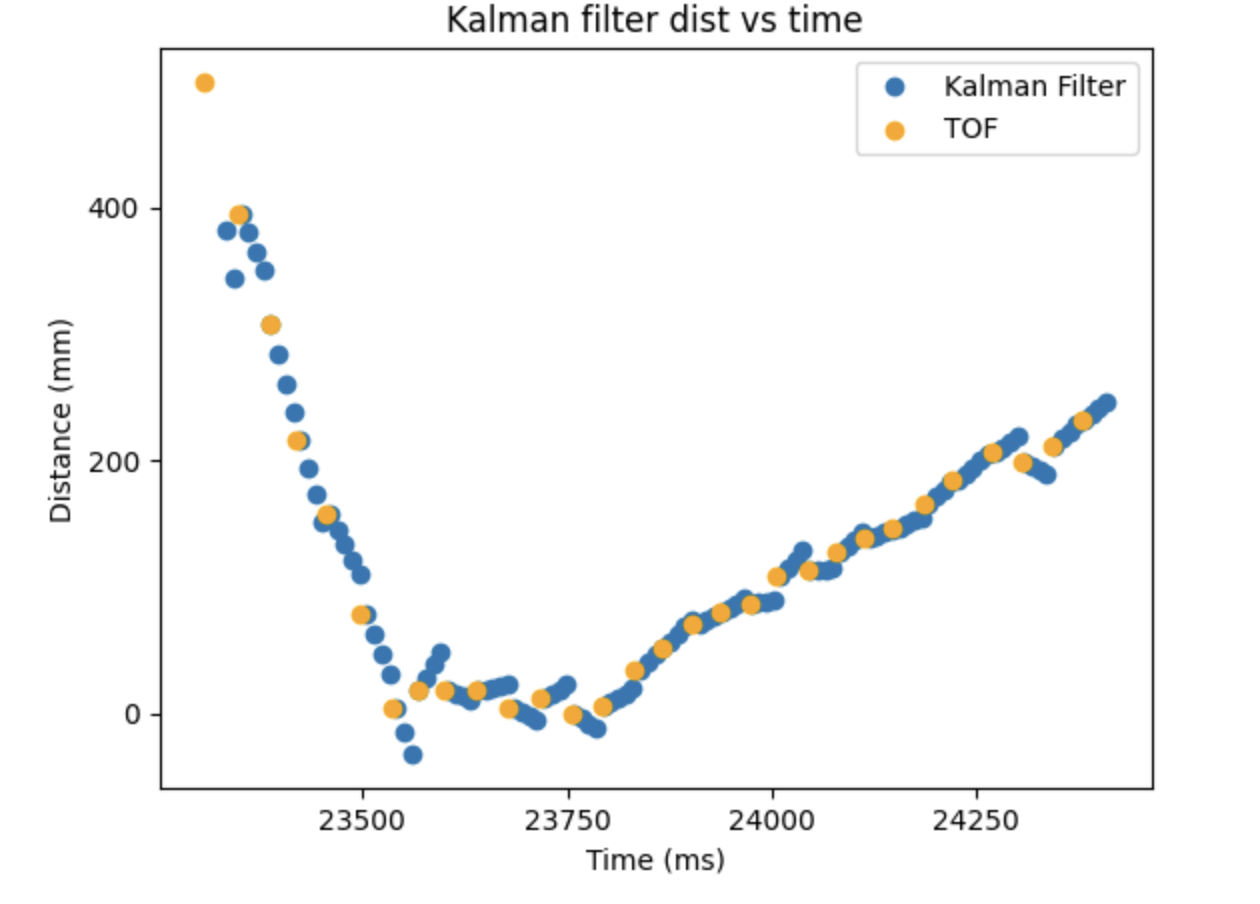 Kalman filter dist vs time
Kalman Filter
TOF
400
200
0
Distance (mm)
23500 23750 24000 24250
Time (ms)